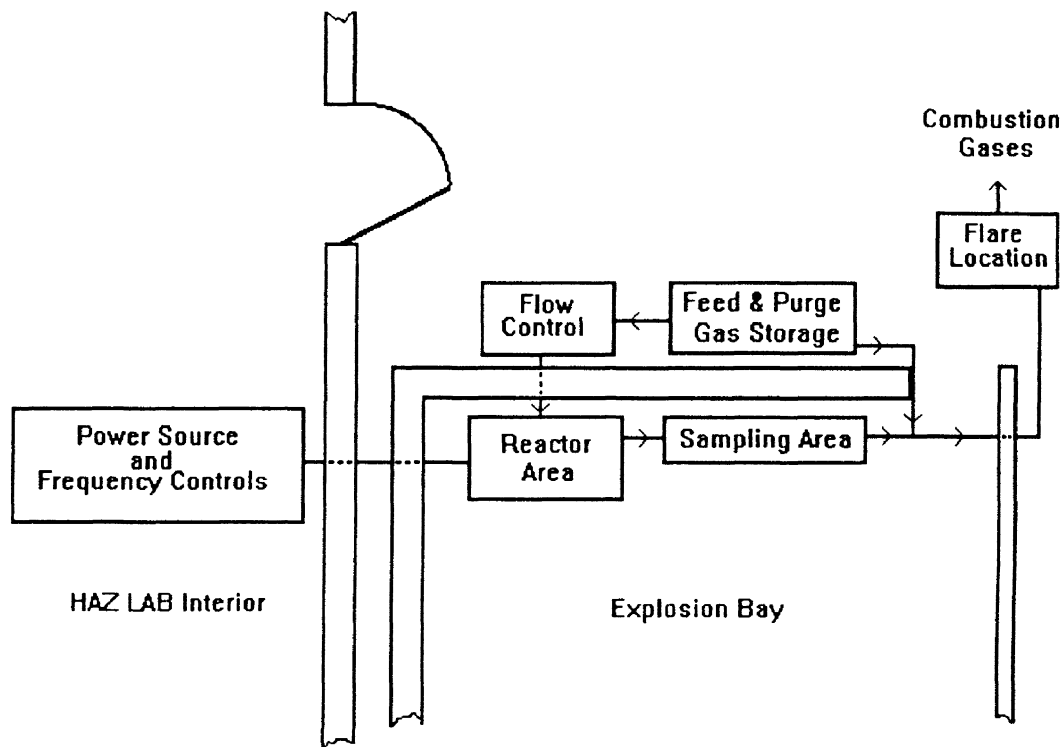 Combustion
Gases
Flare
Location
Flow
Control
Feed & Purge
Gas Storage
Power Source
and
Frequency Controls
Reactor
Area
Sampling Area
HAZ LAB Interior
Explosion Bay